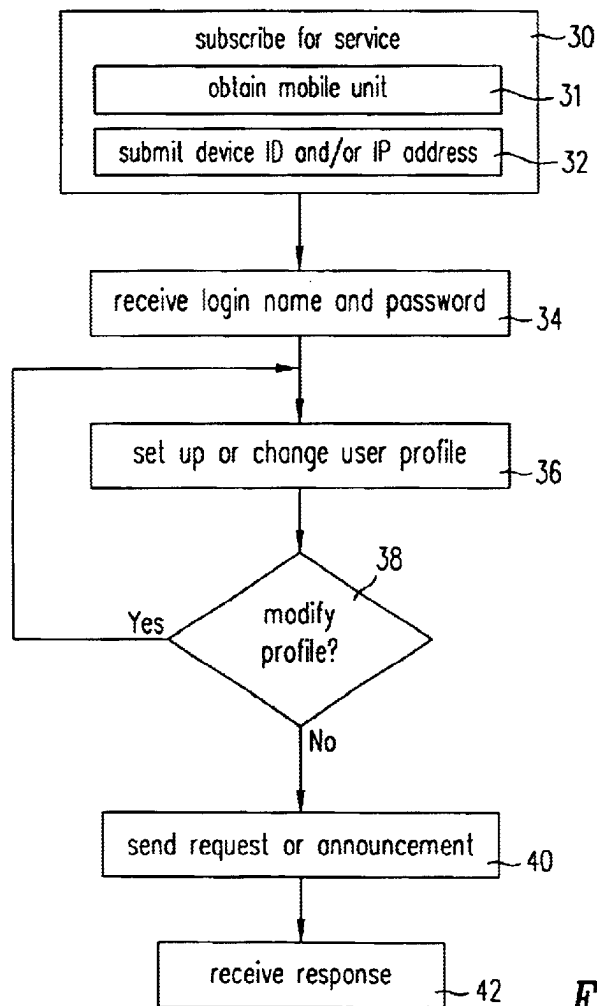 subscribe for service
30
obtain mobile unit
31
submit device ID and/or IP address
32
receive login name and password
34
set up or change user profile
36
38
modify
profile?
Yes
No
send request or announcement
40
receive response
42